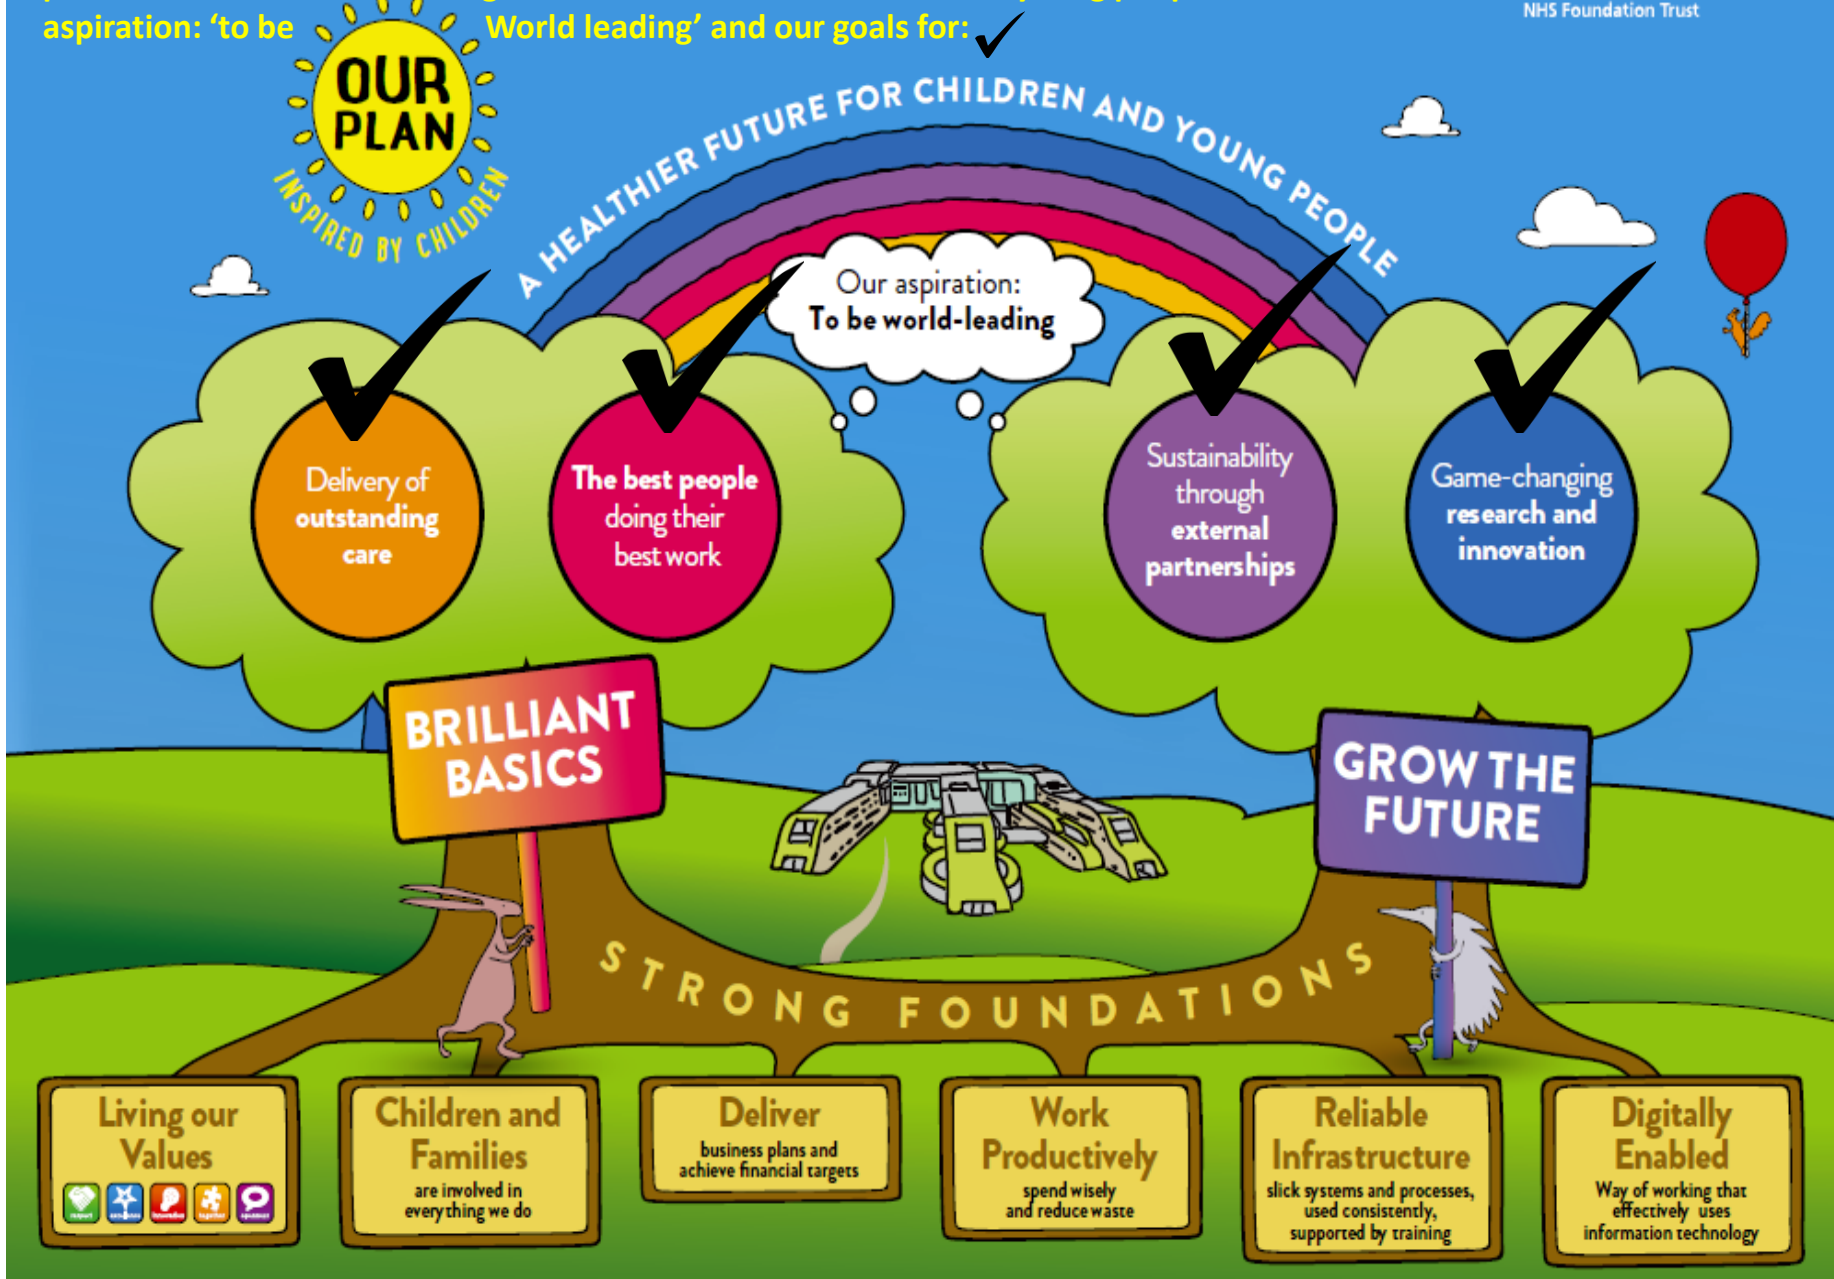 aspiration: ‘to be World leading’ and our goals for:
NHS Foundation Trust
OUR
PLAN
INSPIRED BY CHILDREN
A HEALTHIER FUTURE FOR CHILDREN AND YOUNG PEOPLE
Our aspiration:
To be world-leading
Delivery of
outstanding
care
The best people
doing their
best work
Sustainability
through
external
partnerships
Game-changing
research and
innovation
BRILLIANT
BASICS
GROW THE
FUTURE
STRONG FOUNDATIONS
Living our
Values
Children and
Families
are involved in
everything we do
Deliver
business plans and
achieve financial targets
Work
Productively
spend wisely
and reduce waste
Reliable
Infrastructure
slick systems and processes,
used consistently,
supported by training
Digitally
Enabled
Way of working that
effectively uses
information technology